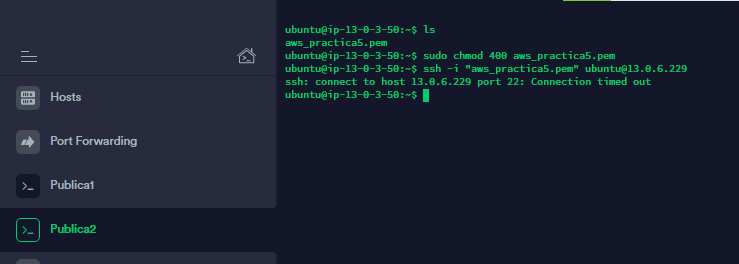 Hosts
Port Forwarding
Publica1
Publica2
ubuntu@ip-13-0-3-50:~$ ls
aws_practica5.pem
ubuntu@ip-13-0-3-50:~$ sudo chmod 400 aws_practica5.pem
ubuntu@ip-13-0-3-50:~$ ssh -i "aws_practica5.pem" ubuntu@13.0.6.229
ssh: connect to host 13.0.6.229 port 22: Connection timed out
ubuntu@ip-13-0-3-50:~$